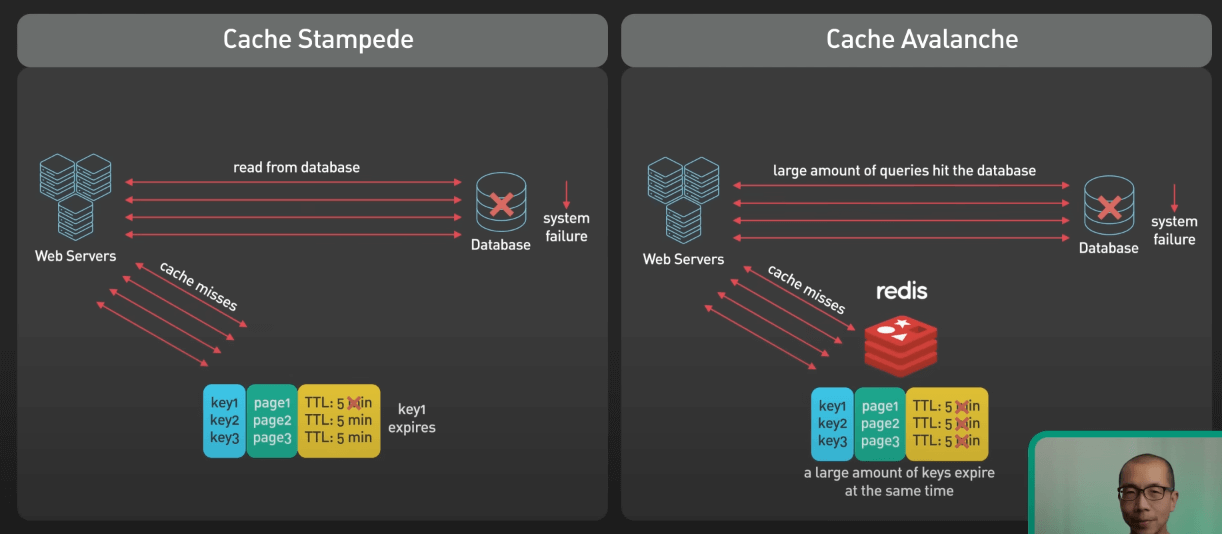 Cache Stampede
read from database
Web Servers
Database
system
failure
cache misses
key1 page1 TTL: 5 min
key2 page2 TTL: 5 min
key3 page3 TTL: 5 min
key1
expires
Cache Avalanche
large amount of queries hit the database
Web Servers
Database
system
failure
cache misses
redis
key1 page1 TTL: 5 min
key2 page2 TTL: 5 min
key3 page3 TTL: 5 min
a large amount of keys expire
at the same time